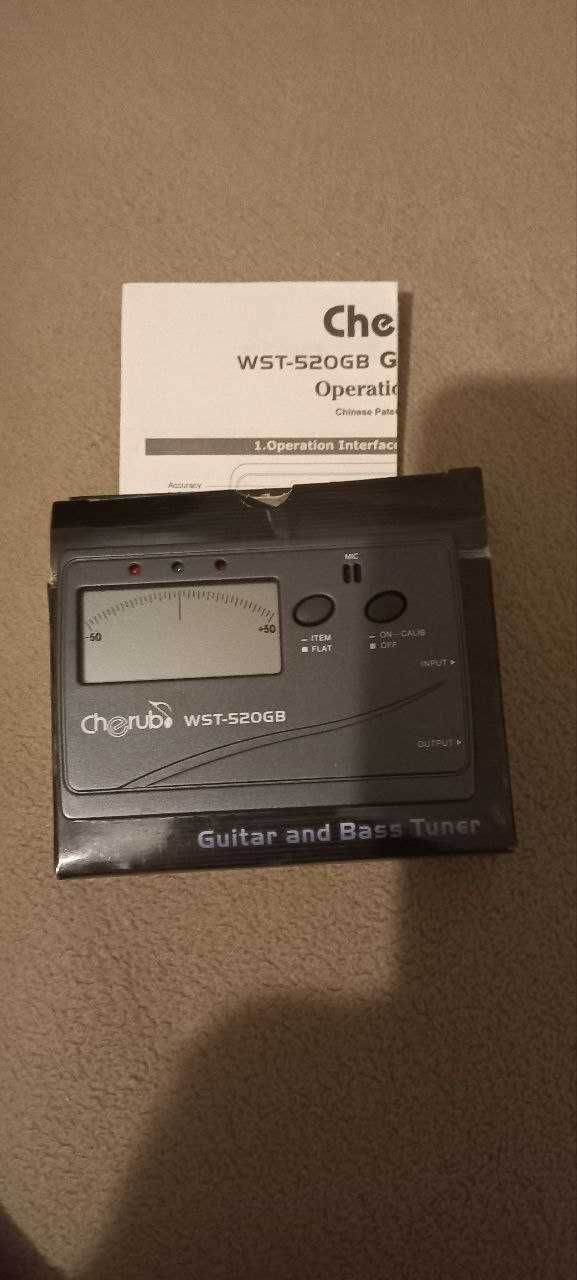 Che
WST-520GB G
Operatio
Chinese Pate
1.Operation Interface
Accuracy
MIC
-50
+50
ITEM
FLAT
ON--CALIB
OFF
INPUT
cherub WST-520GB
OUTPUT
Guitar and Bass Tuner